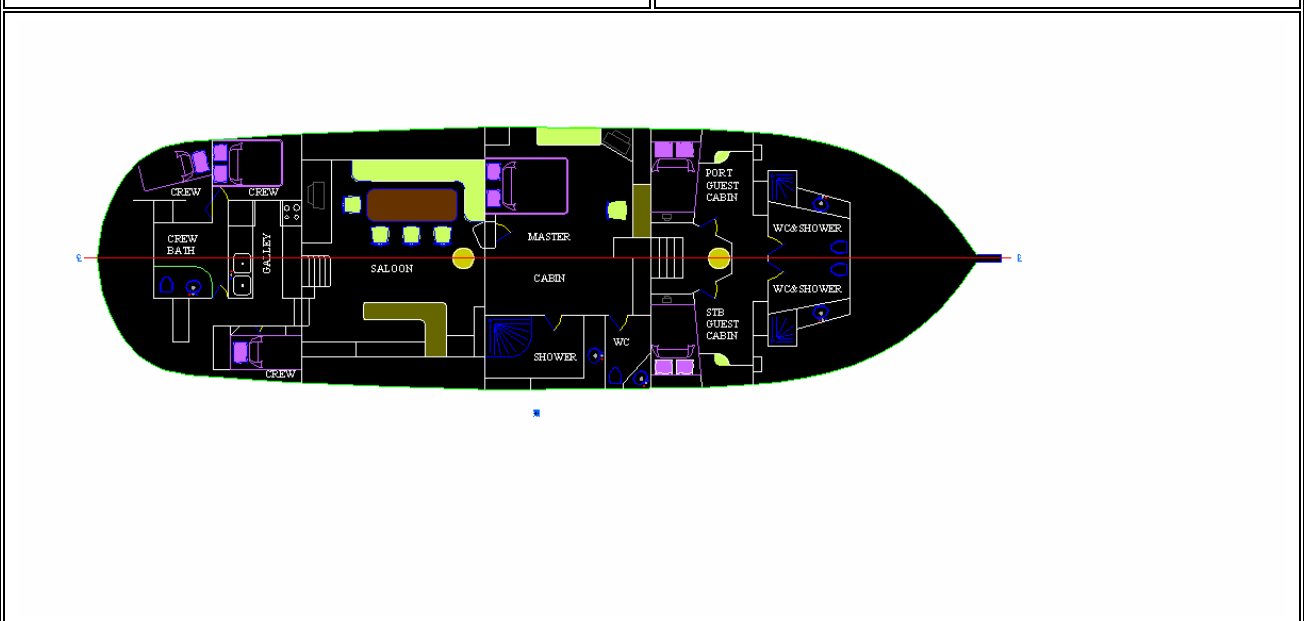 CREW
CREW
CREW
BATH
GALLEY
CREW
SALOON
MASTER
CABIN
SHOWER
WC
PORT
GUEST
CABIN
STB
GUEST
CABIN
WC&SHOWER
WC&SHOWER